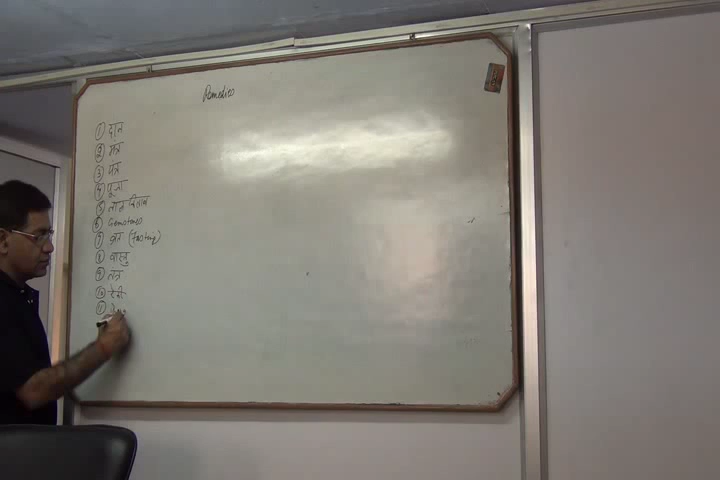 Remedies
① दान
② मंत्र
③ यंत्र
④ पूजा
⑤ लाल किताब
⑥ Gemstones
⑦ व्रत (Fasting)
⑧ वास्तु
⑨ तंत्र
⑩
⑪